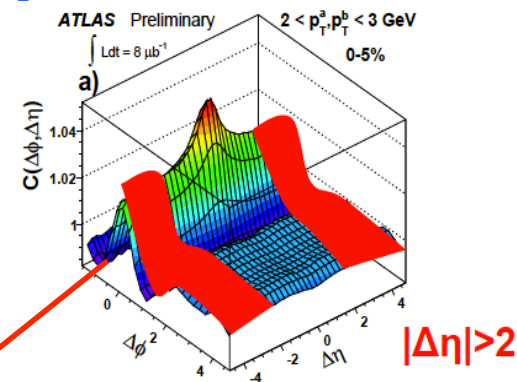 ATLAS Preliminary
∫ Ldt = 8 μb⁻¹
2 < p_T^a, p_T^b < 3 GeV
0-5%
a)
C(Δϕ,Δη)
1.04
1.02
1
0
2
4
Δϕ
-4
-2
0
2
4
Δη
|Δη|>2